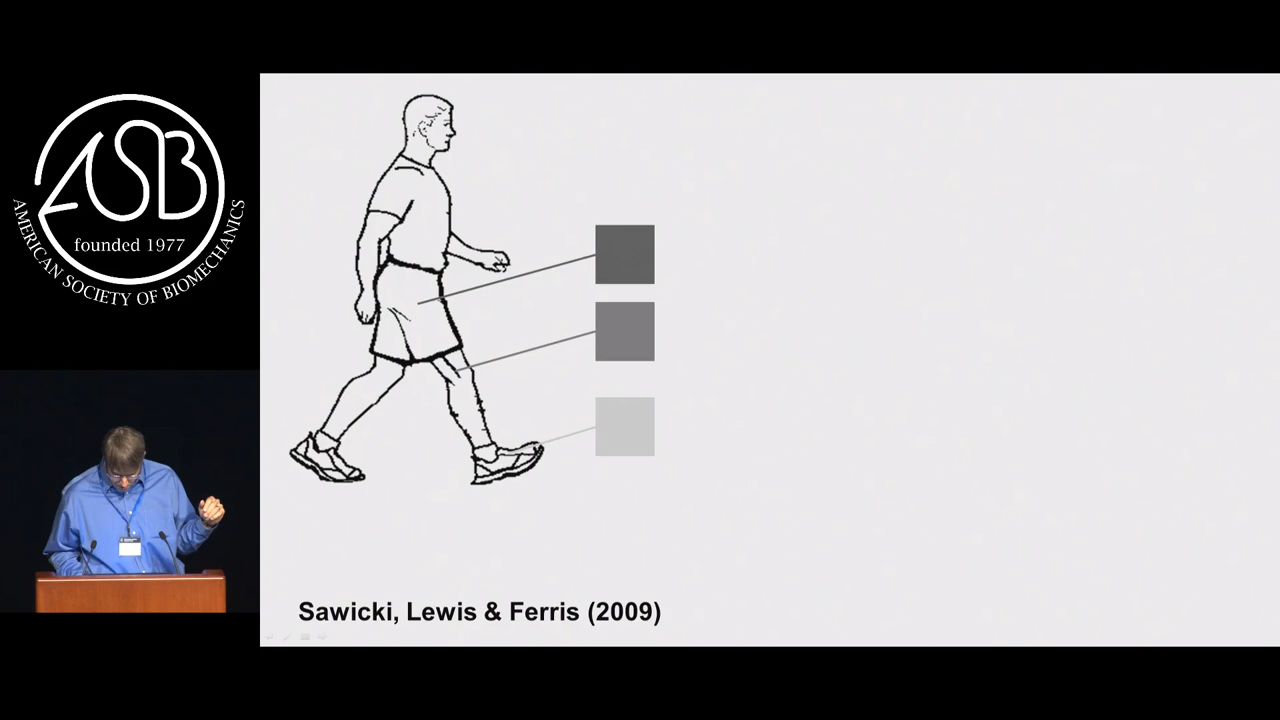 ASB
founded 1977
AMERICAN SOCIETY OF BIOMECHANICS
Sawicki, Lewis & Ferris (2009)